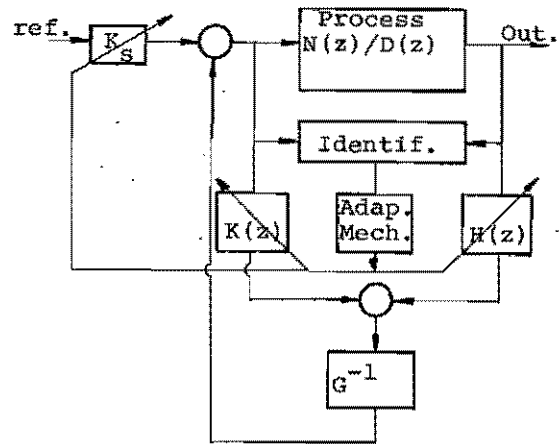 ref.
K
S
Process
N(z)/D(z)
Out.
Identif.
K(z)
Adap.
Mech.
H(z)
G⁻¹